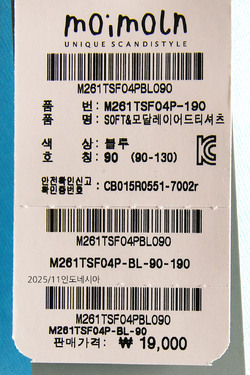 moimoln
UNIQUE SCANDISTYLE
M261TSF04PBL090
품 번: M261TSF04P-190
품 명: SOFT&모달레이어드티셔츠
색 상: 블루
호 칭: 90 (90-130)
안전확인신고
확인증번호 : CB015R0551-7002r
M261TSF04PBL090
M261TSF04P-BL-90-190
2025/11인도네시아
M261TSF04PBL090
M261TSF04P-BL-90
판매가격: ₩ 19,000